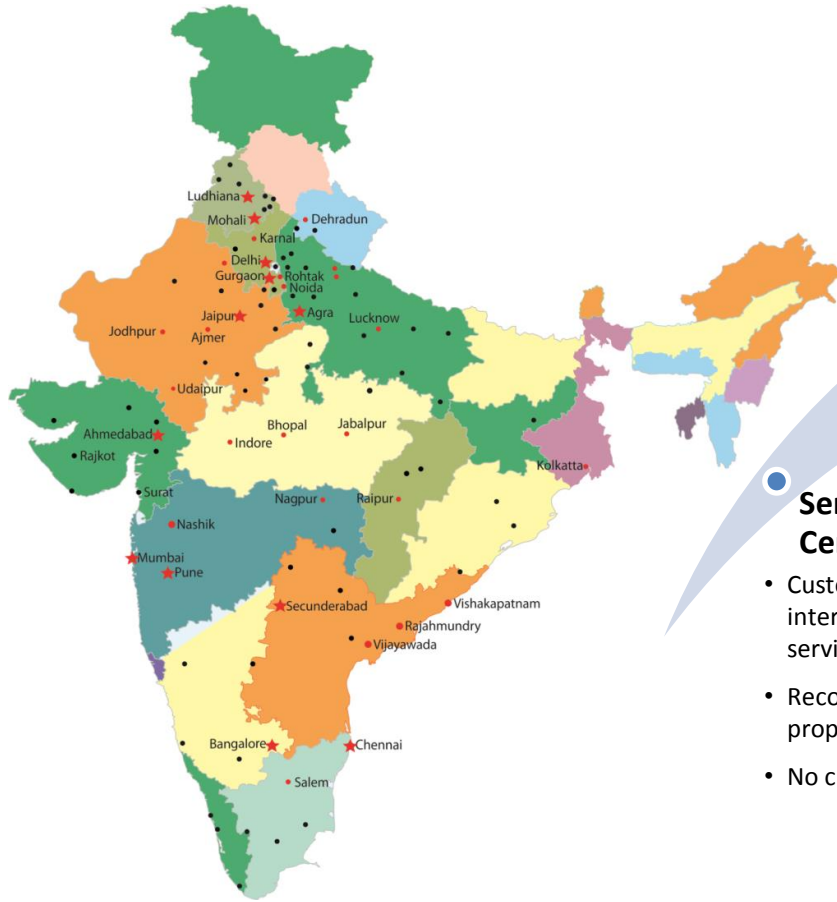 Ludhiana
Mohali
Dehradun
Karnal
Delhi
Gurgaon
Rohtak
Noida
Jaipur
Agra
Lucknow
Jodhpur
Ajmer
Udaipur
Ahmedabad
Rajkot
Surat
Indore
Bhopal
Jabalpur
Kolkatta
Nagpur
Raipur
Nashik
Mumbai
Pune
Secunderabad
Vishakapatnam
Rajahmundry
Vijayawada
Bangalore
Chennai
Salem
Ser
Ce
• Custo
inter
servi
• Reco
prop
• No c